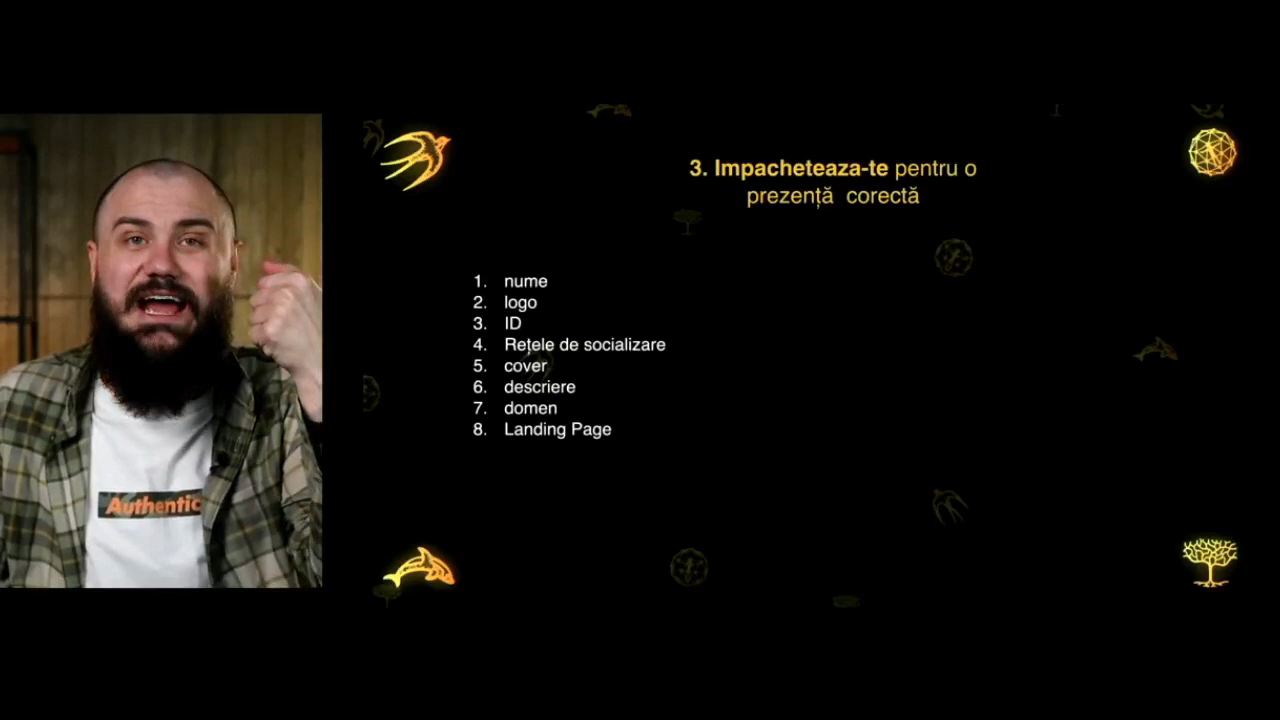 3. Impacheteaza-te pentru o
prezență corectă
1. nume
2. logo
3. ID
4. Rețele de socializare
5. cover
6. descriere
7. domen
8. Landing Page
Authentic